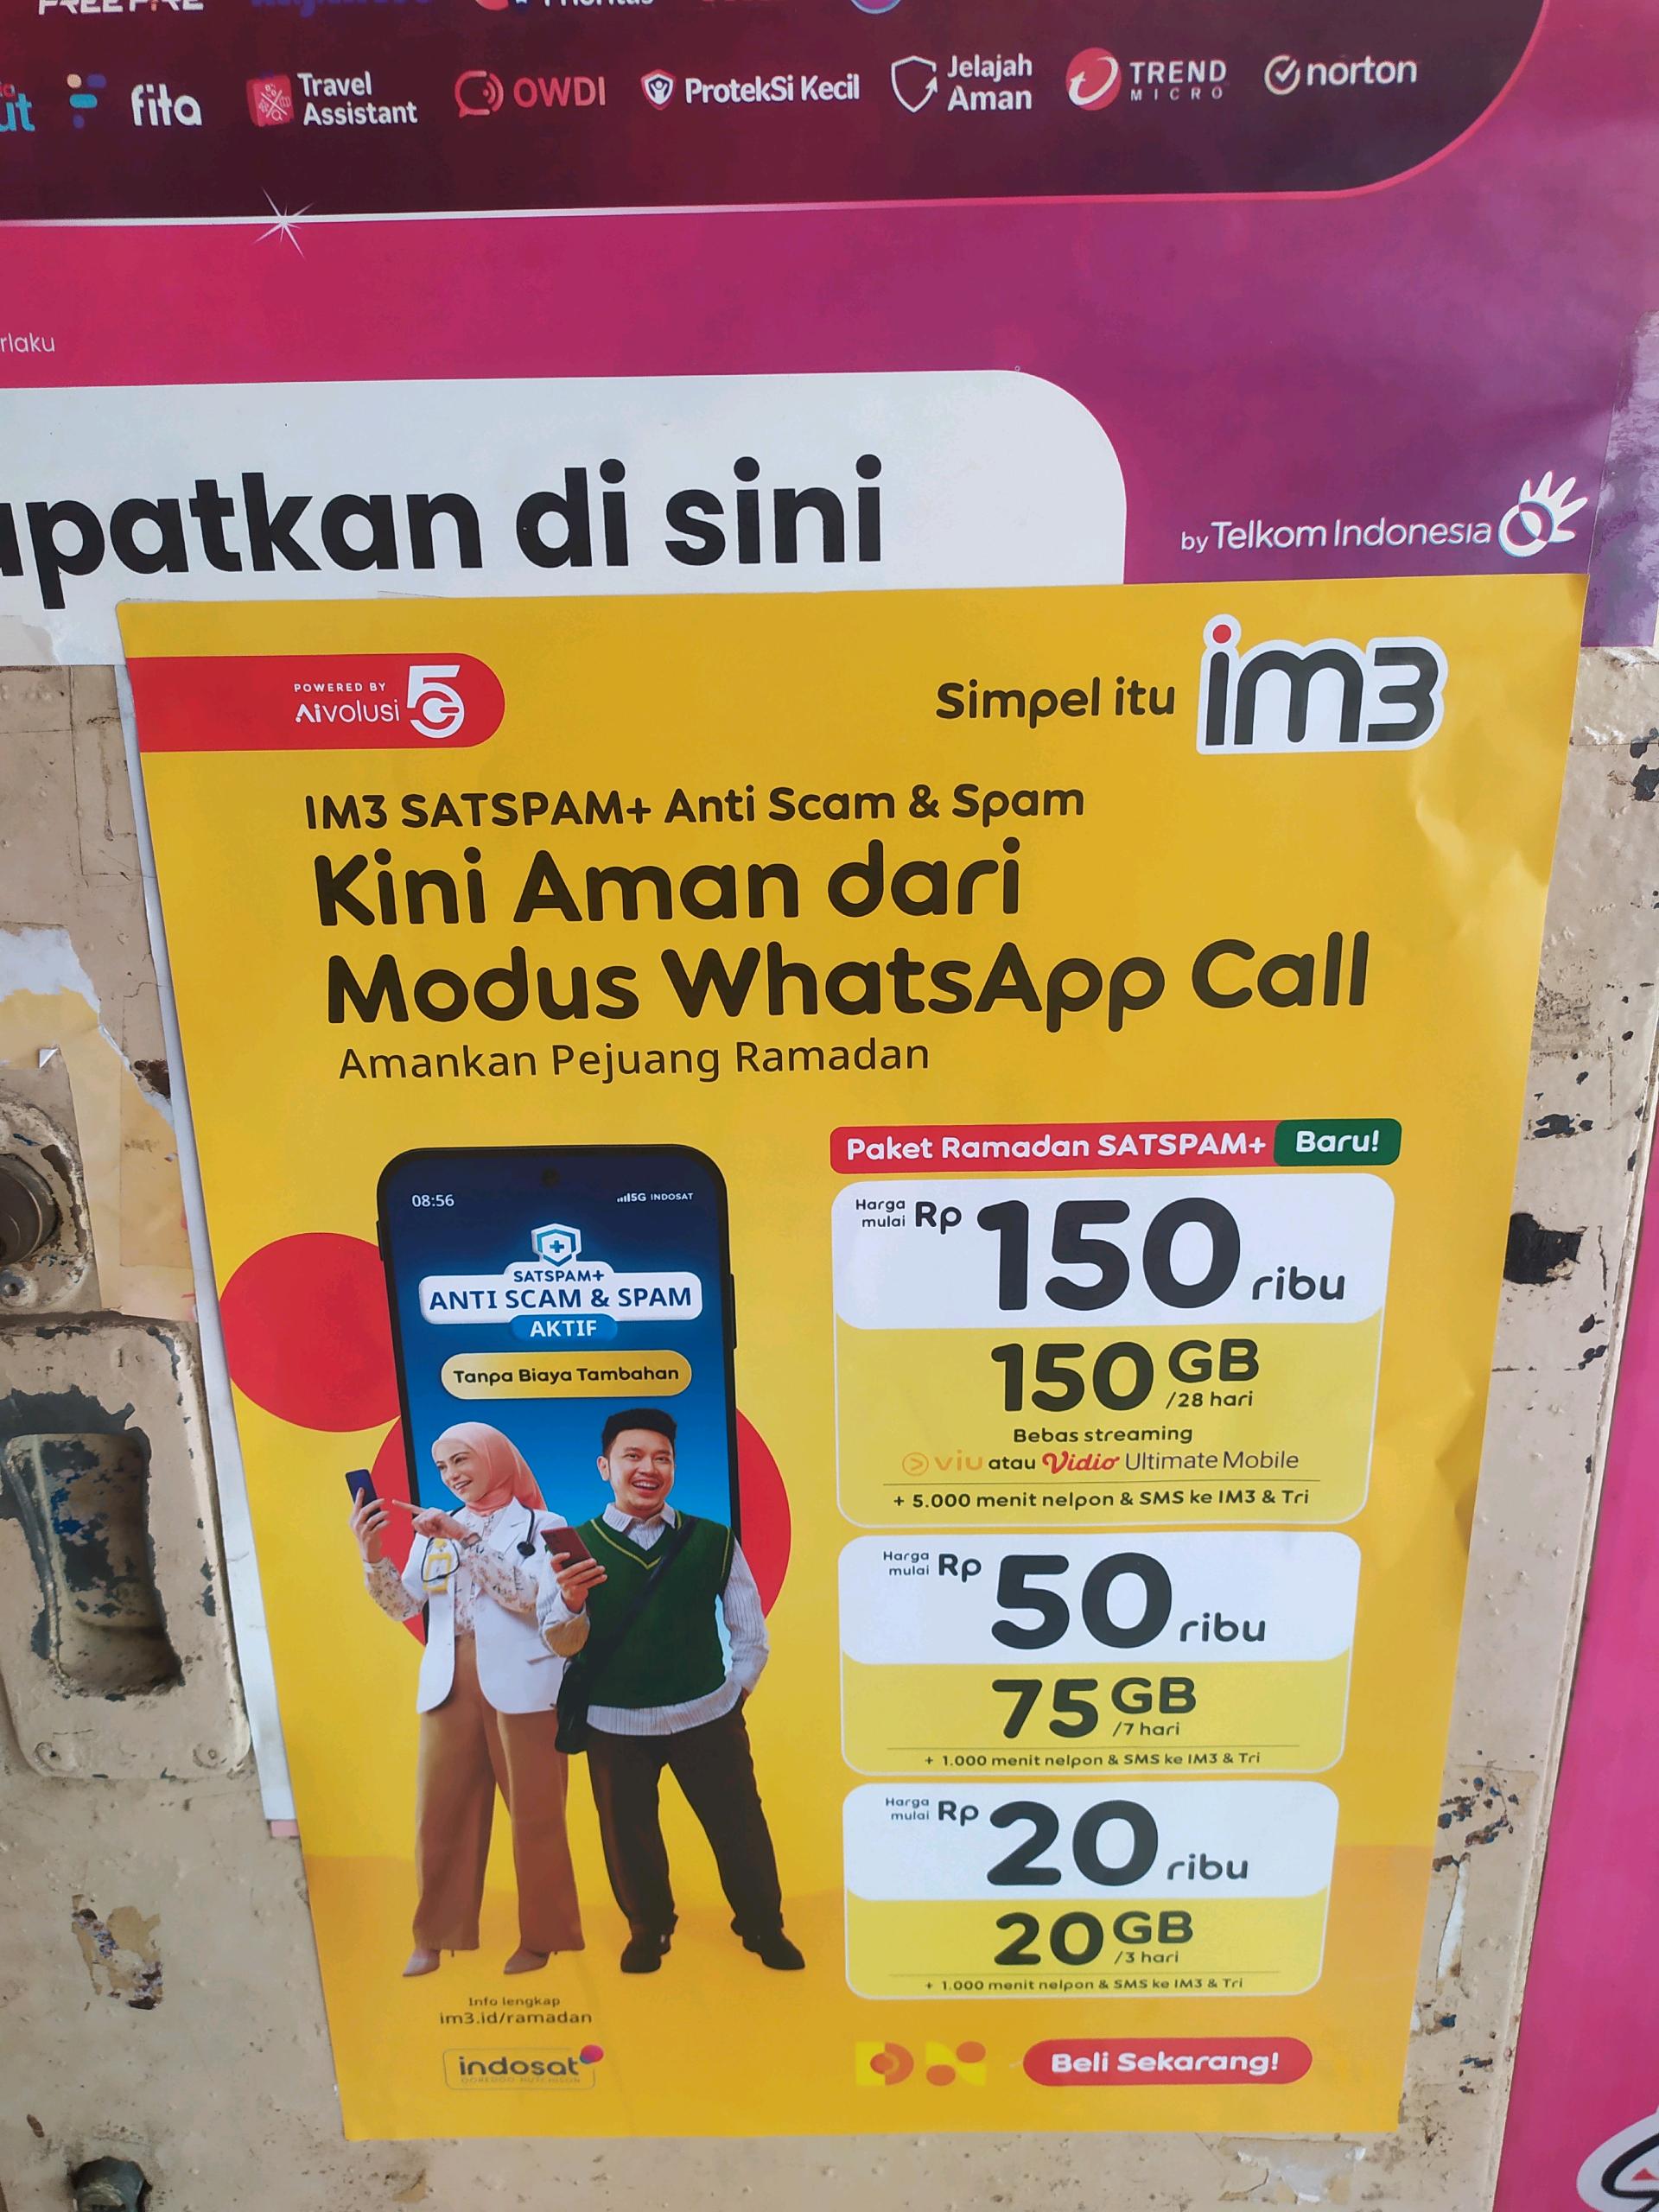 FREE FIRE
fita
Travel
Assistant
OWDI
ProtekSi Kecil
Jelajah
Aman
TREND
MICRO
norton
rlaku
apatkan di sini
by Telkom Indonesia
POWERED BY
AIvolusi 5G
Simpel itu im3
IM3 SATSPAM+ Anti Scam & Spam
Kini Aman dari
Modus WhatsApp Call
Amankan Pejuang Ramadan
08:56
5G INDOSAT
SATSPAM+
ANTI SCAM & SPAM
AKTIF
Tanpa Biaya Tambahan
Paket Ramadan SATSPAM+ Baru!
Harga
mulai Rp 150 ribu
150 GB
/28 hari
Bebas streaming
viu atau Vidio Ultimate Mobile
+ 5.000 menit nelpon & SMS ke IM3 & Tri
Harga
mulai Rp 50 ribu
75 GB
/7 hari
+ 1.000 menit nelpon & SMS ke IM3 & Tri
Harga
mulai Rp 20 ribu
20 GB
/3 hari
+ 1.000 menit nelpon & SMS ke IM3 & Tri
Info lengkap
im3.id/ramadan
indosat
OOREDOO HUTCHISON
Beli Sekarang!